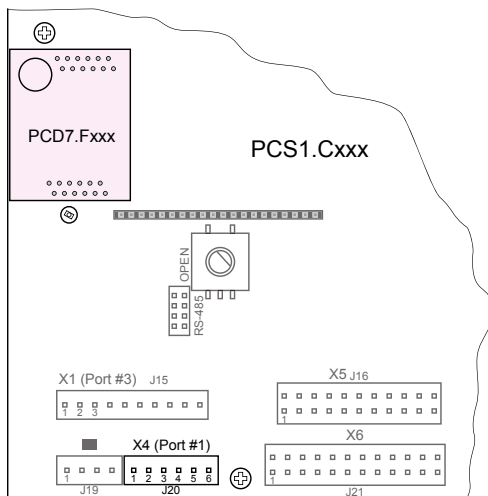 PCD7.Fxxx
PCS1.Cxxx
OPEN
RS-485
X1 (Port #3) J15
1 2 3
X5 J16
1
X4 (Port #1)
X6
1
1 2 3 4 5 6
1
J19
J20
J21